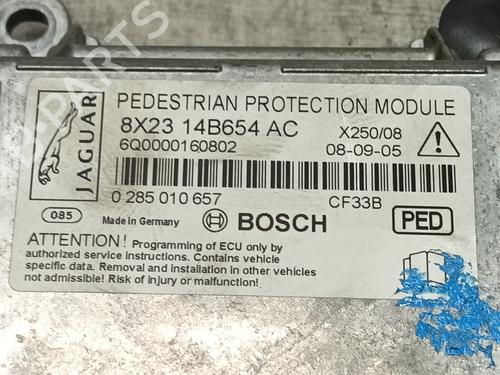 JAGUAR
PEDESTRIAN PROTECTION MODULE
8X23 14B654 AC
X250/08
6Q0000160802
08-09-05
0 285 010 657
CF33B
085
Made in Germany
BOSCH
PED
ATTENTION! Programming of ECU only by
authorized service instructions. Contains vehicle
specific data. Removal and installation in other vehicles
not admissible! Risk of injury or malfunction!
B-PARTS